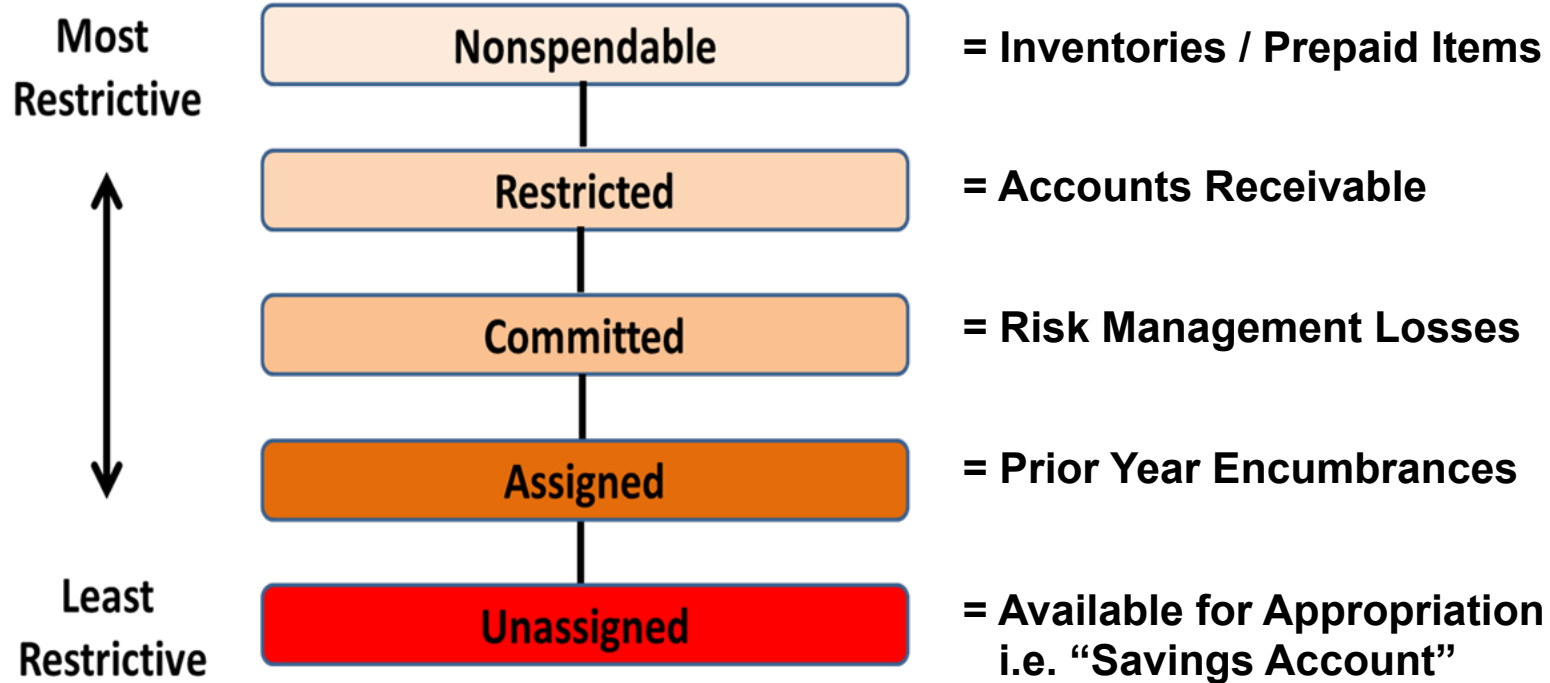 Most
Restrictive
Nonspendable
= Inventories / Prepaid Items
Restricted
= Accounts Receivable
Committed
= Risk Management Losses
Assigned
= Prior Year Encumbrances
Least
Restrictive
Unassigned
= Available for Appropriation
i.e. “Savings Account”